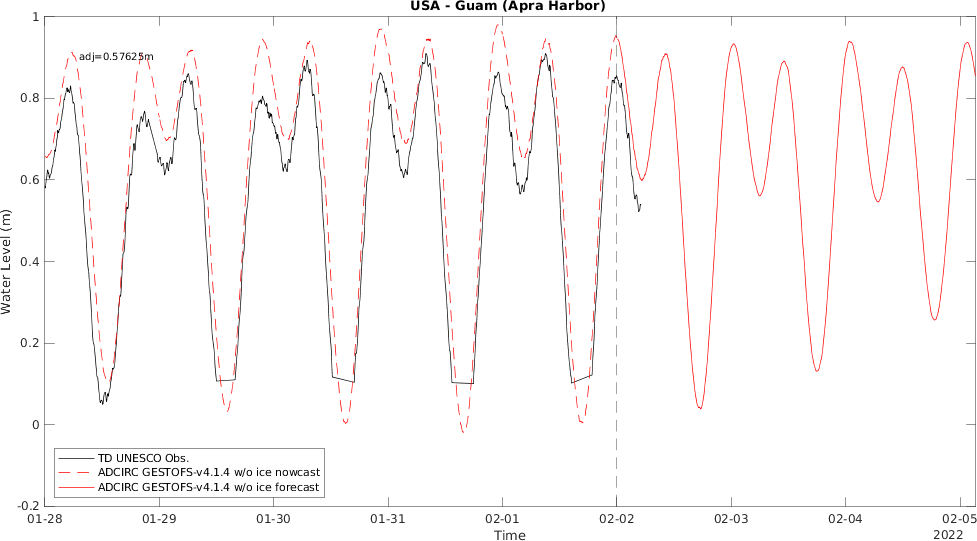 USA - Guam (Apra Harbor)
adj=0.57625m
1
0.8
0.6
0.4
0.2
0
-0.2
Water Level (m)
TD UNESCO Obs.
ADCIRC GESTOFS-v4.1.4 w/o ice nowcast
ADCIRC GESTOFS-v4.1.4 w/o ice forecast
01-28 01-29 01-30 01-31 02-01 02-02 02-03 02-04 02-05
Time
2022